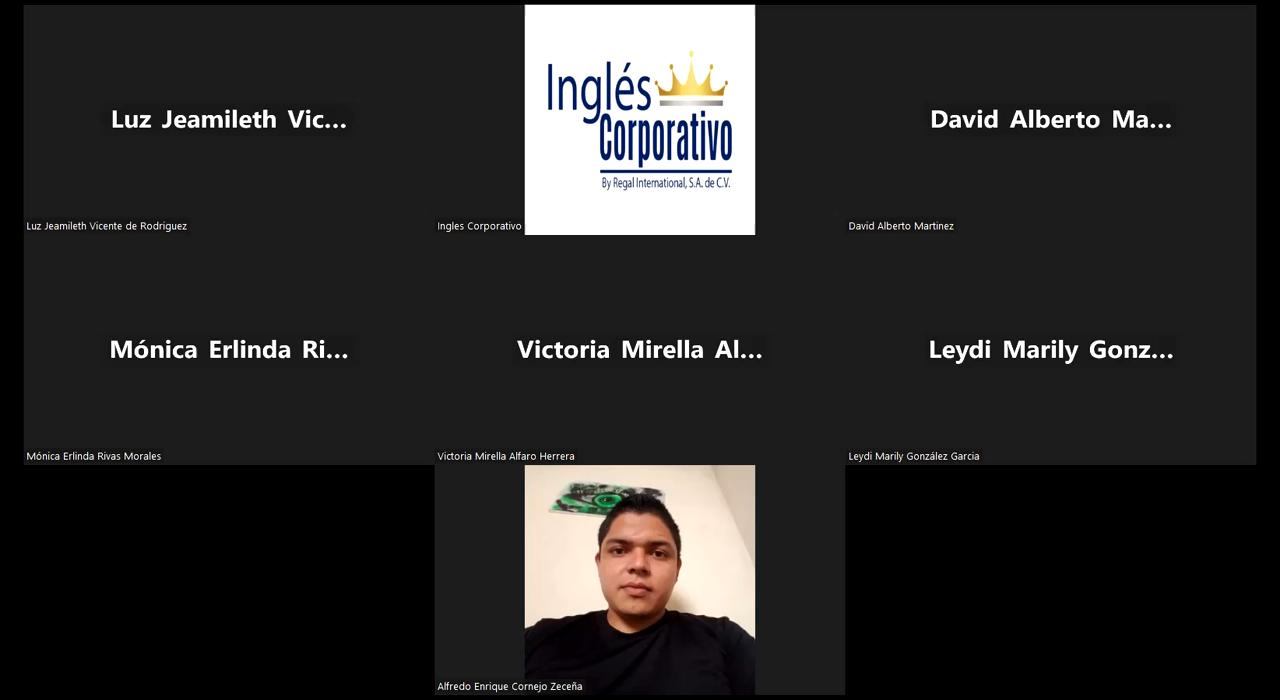 Luz Jeamileth Vic...
Inglés
Corporativo
By Regal International, S.A. de C.V.
David Alberto Ma...
Luz Jeamileth Vicente de Rodriguez
Ingles Corporativo
David Alberto Martinez
Mónica Erlinda Ri...
Victoria Mirella Al...
Leydi Marily Gonz...
Mónica Erlinda Rivas Morales
Victoria Mirella Alfaro Herrera
Leydi Marily González Garcia
Alfredo Enrique Cornejo Zeceña